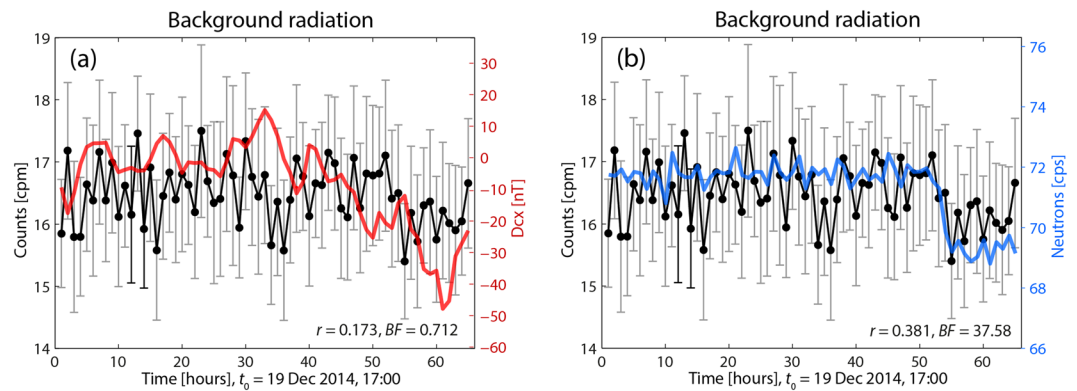 Background radiation
(a)
Counts [cpm]
19
18
17
16
15
14
0 10 20 30 40 50 60
Time [hours], t0 = 19 Dec 2014, 17:00
30
20
10
0
−10
−20
−30
−40
−50
−60
Dcx [nT]
r = 0.173, BF = 0.712
Background radiation
(b)
Counts [cpm]
19
18
17
16
15
14
0 10 20 30 40 50 60
Time [hours], t0 = 19 Dec 2014, 17:00
76
74
72
70
68
66
Neutrons [cps]
r = 0.381, BF = 37.58